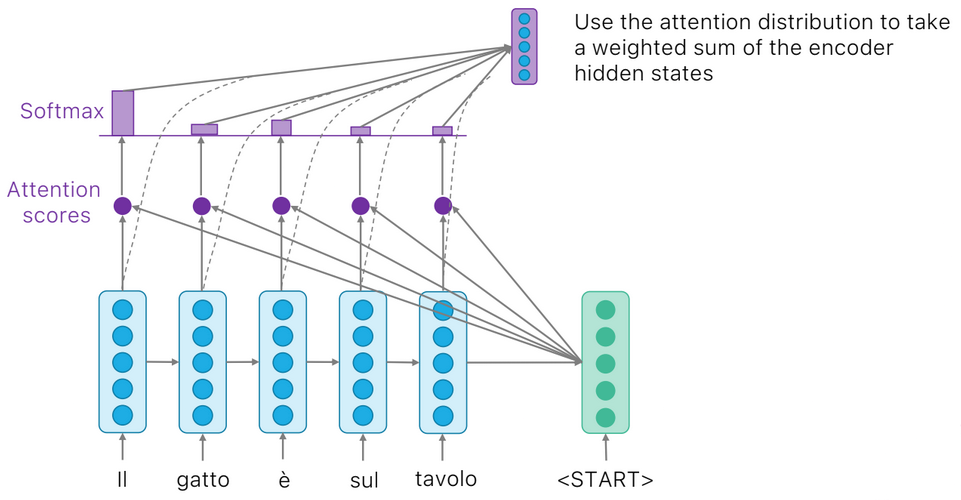 Use the attention distribution to take
a weighted sum of the encoder
hidden states
Softmax
Attention
scores
Il gatto è sul tavolo <START>